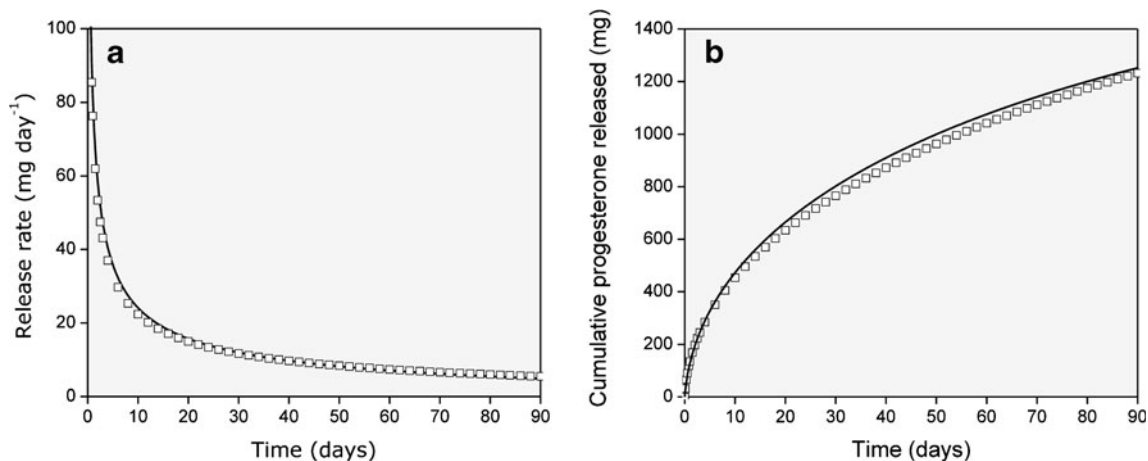 a
100
80
60
40
20
0
Release rate (mg day-1)
0 10 20 30 40 50 60 70 80 90
Time (days)
b
1400
1200
1000
800
600
400
200
0
Cumulative progesterone released (mg)
0 10 20 30 40 50 60 70 80 90
Time (days)